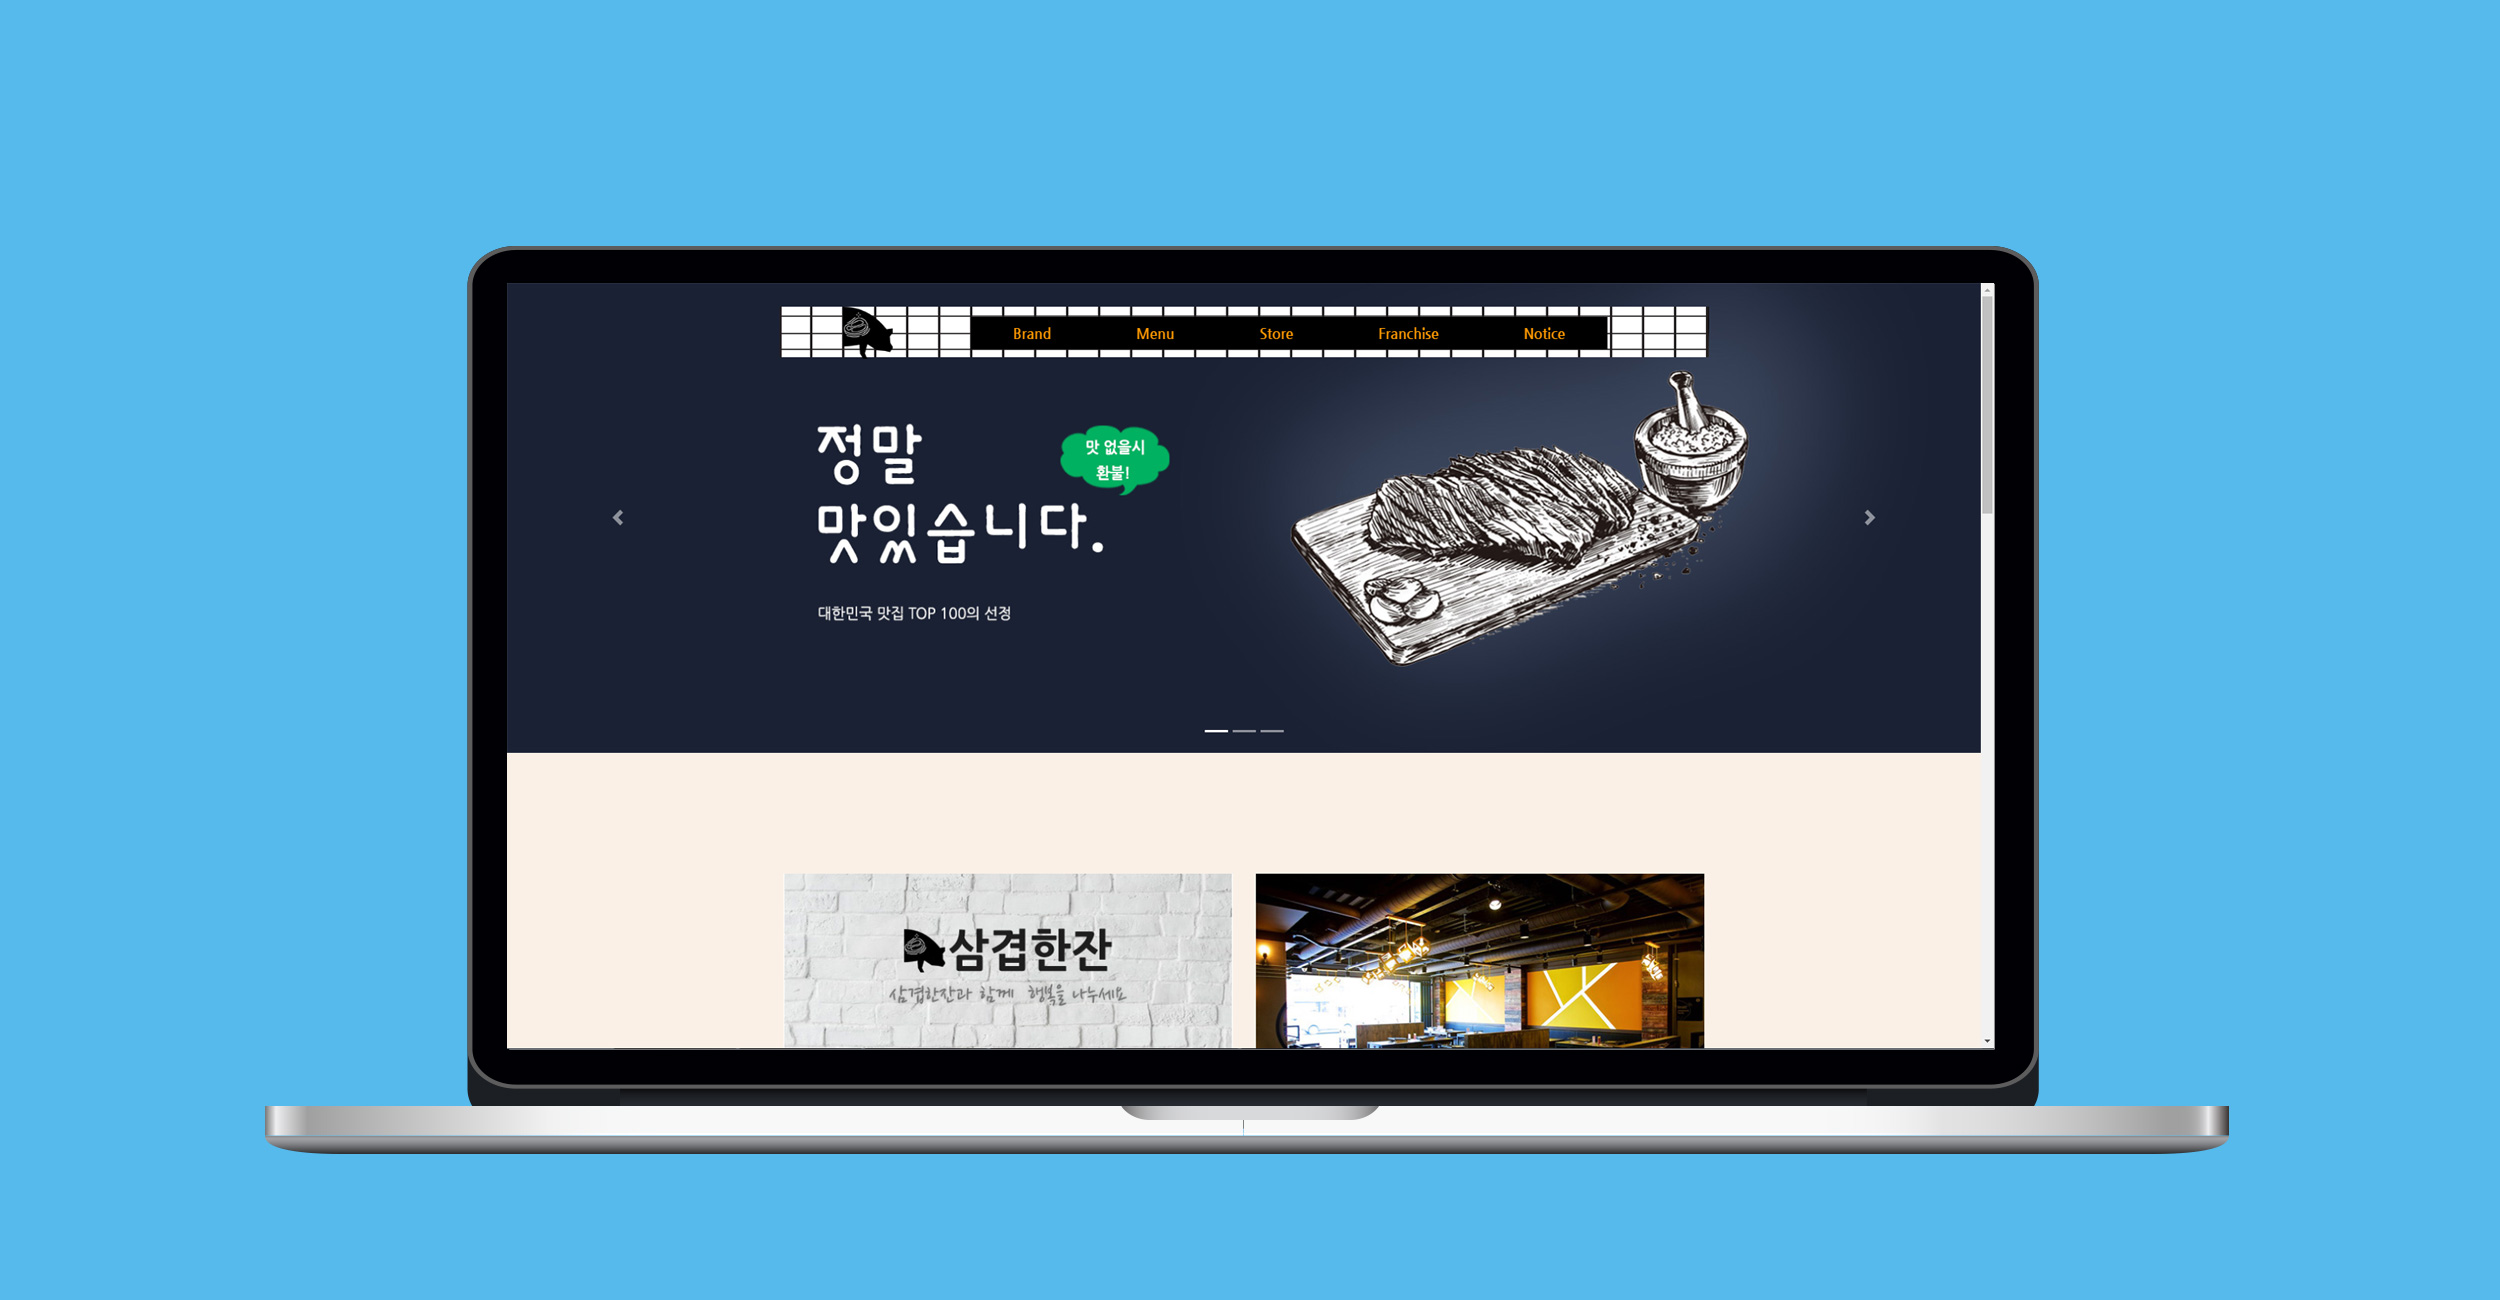 Brand Menu Store Franchise Notice
정말
맛있습니다.
맛 없을시
환불!
대한민국 맛집 TOP 100의 선정
삼겹한잔
삼겹한잔과 함께 행복을 나누세요